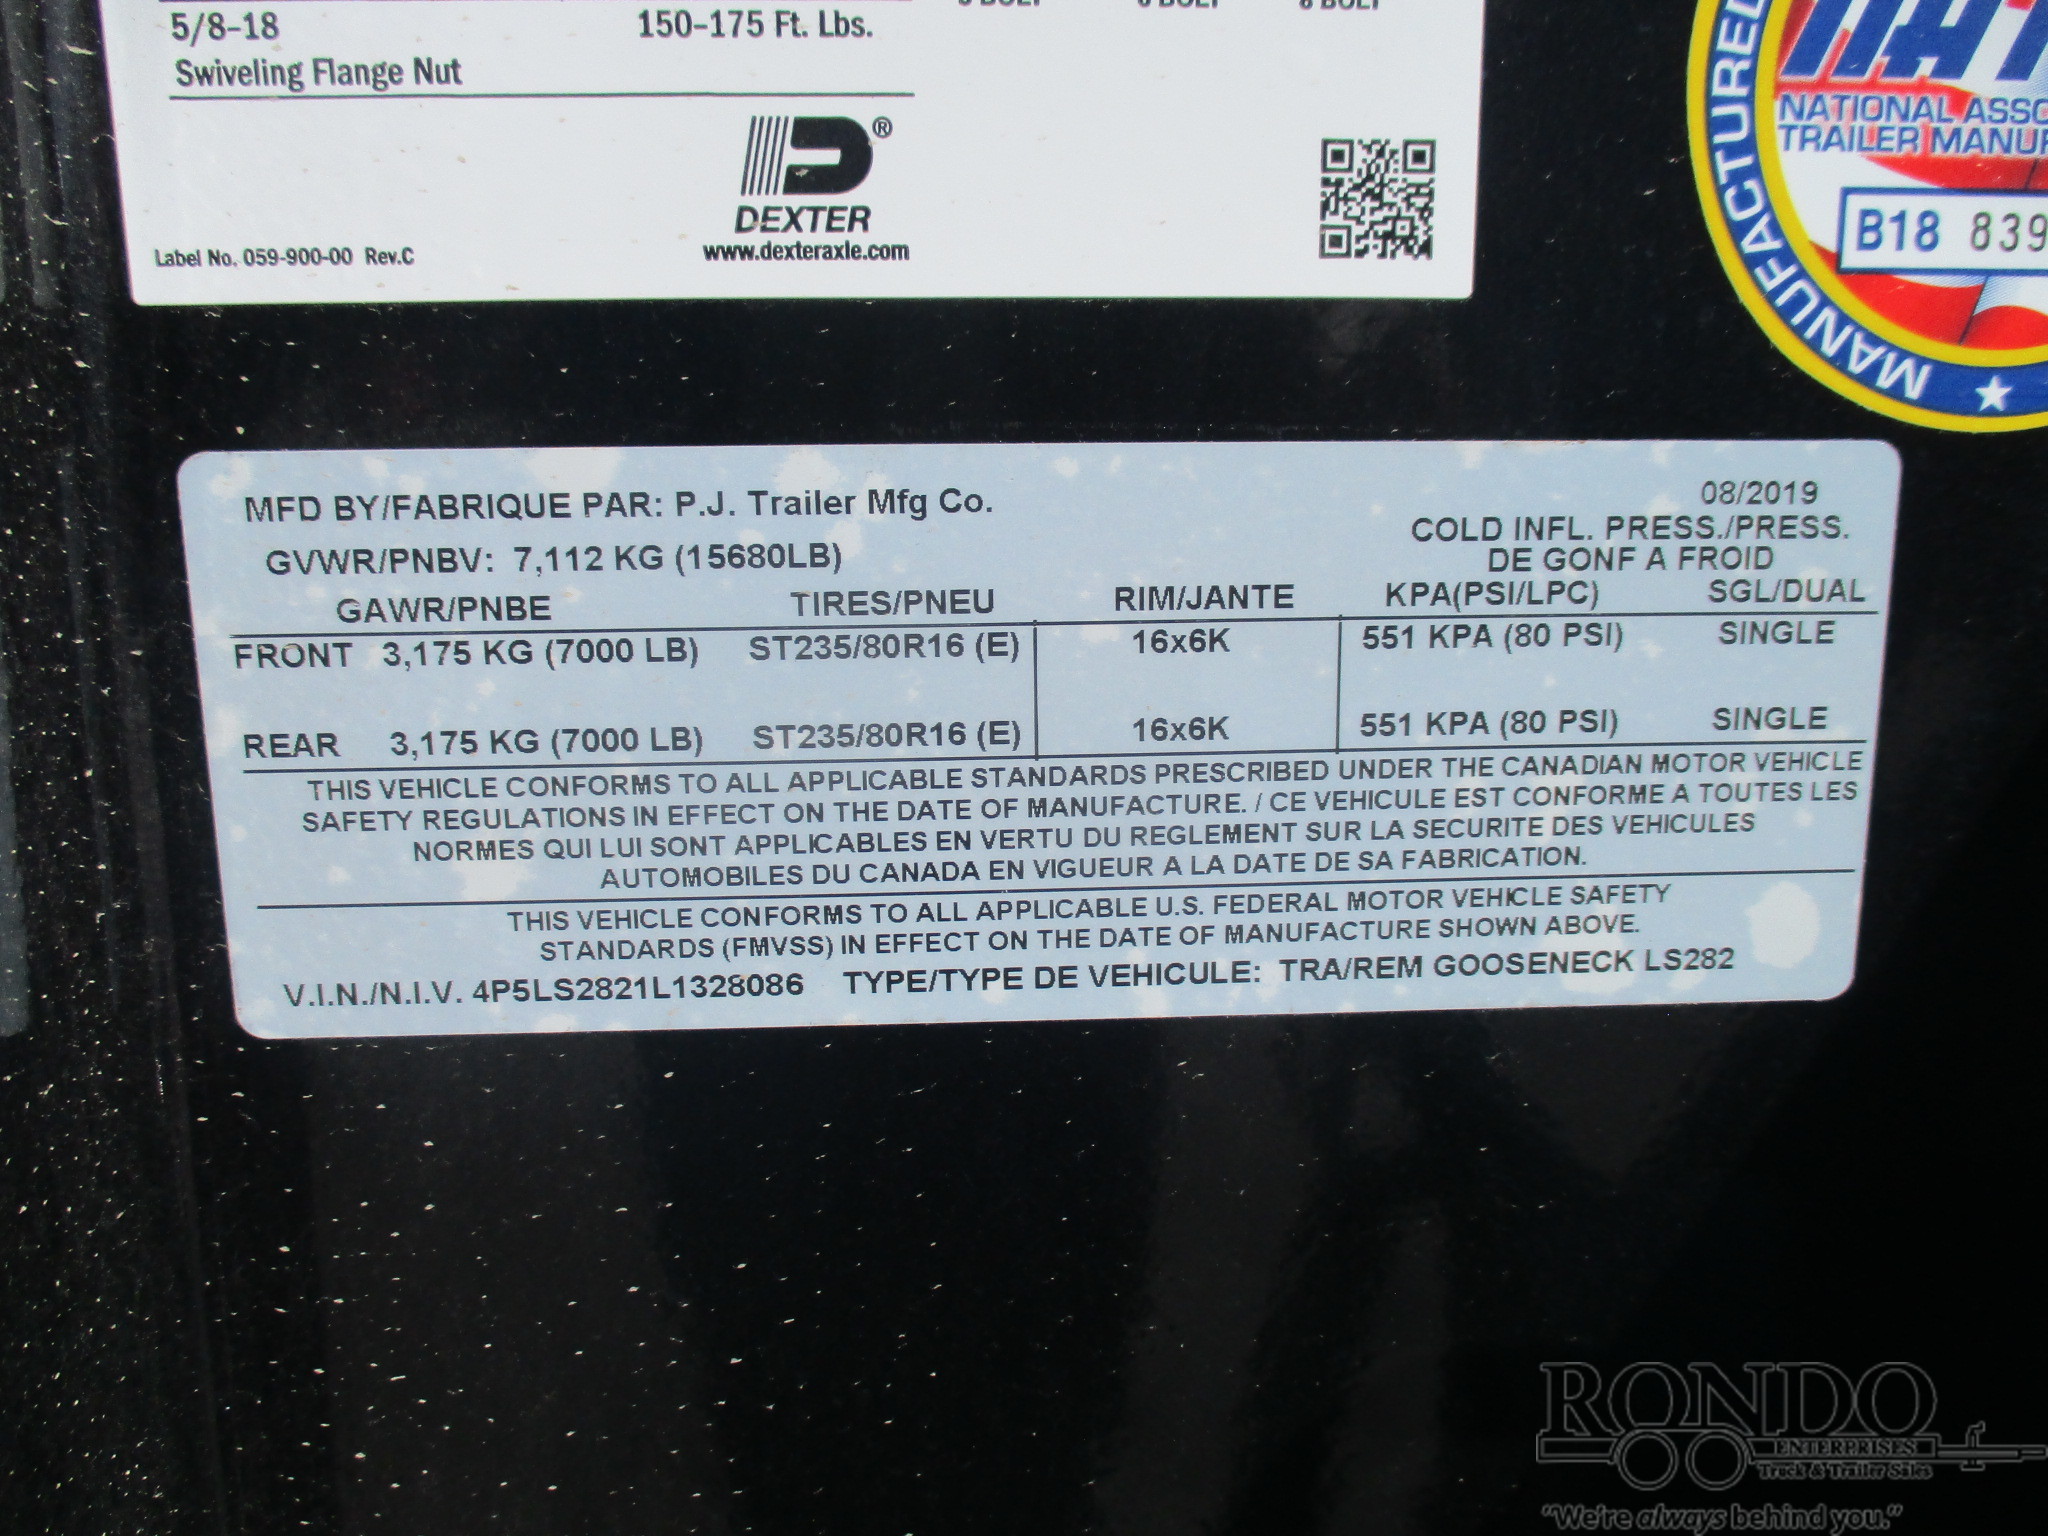 5/8-18 150-175 Ft. Lbs.
Swiveling Flange Nut
®
DEXTER
www.dexteraxle.com
Label No. 059-900-00 Rev.C
MANUFACTURED
NATIONAL
TRAILER
B18 839
MFD BY/FABRIQUE PAR: P.J. Trailer Mfg Co.
08/2019
GVWR/PNBV: 7,112 KG (15680LB)
COLD INFL. PRESS./PRESS.
DE GONF A FROID
GAWR/PNBE TIRES/PNEU RIM/JANTE KPA(PSI/LPC) SGL/DUAL
FRONT 3,175 KG (7000 LB) ST235/80R16 (E) 16x6K 551 KPA (80 PSI) SINGLE
REAR 3,175 KG (7000 LB) ST235/80R16 (E) 16x6K 551 KPA (80 PSI) SINGLE
THIS VEHICLE CONFORMS TO ALL APPLICABLE STANDARDS PRESCRIBED UNDER THE CANADIAN MOTOR VEHICLE
SAFETY REGULATIONS IN EFFECT ON THE DATE OF MANUFACTURE. / CE VEHICULE EST CONFORME A TOUTES LES
NORMES QUI LUI SONT APPLICABLES EN VERTU DU REGLEMENT SUR LA SECURITE DES VEHICULES
AUTOMOBILES DU CANADA EN VIGUEUR A LA DATE DE SA FABRICATION.
THIS VEHICLE CONFORMS TO ALL APPLICABLE U.S. FEDERAL MOTOR VEHICLE SAFETY
STANDARDS (FMVSS) IN EFFECT ON THE DATE OF MANUFACTURE SHOWN ABOVE.
V.I.N./N.I.V. 4P5LS2821L1328086 TYPE/TYPE DE VEHICULE: TRA/REM GOOSENECK LS282
RONDO
ENTERPRISES
Truck & Trailer Sales
"We're always behind you."